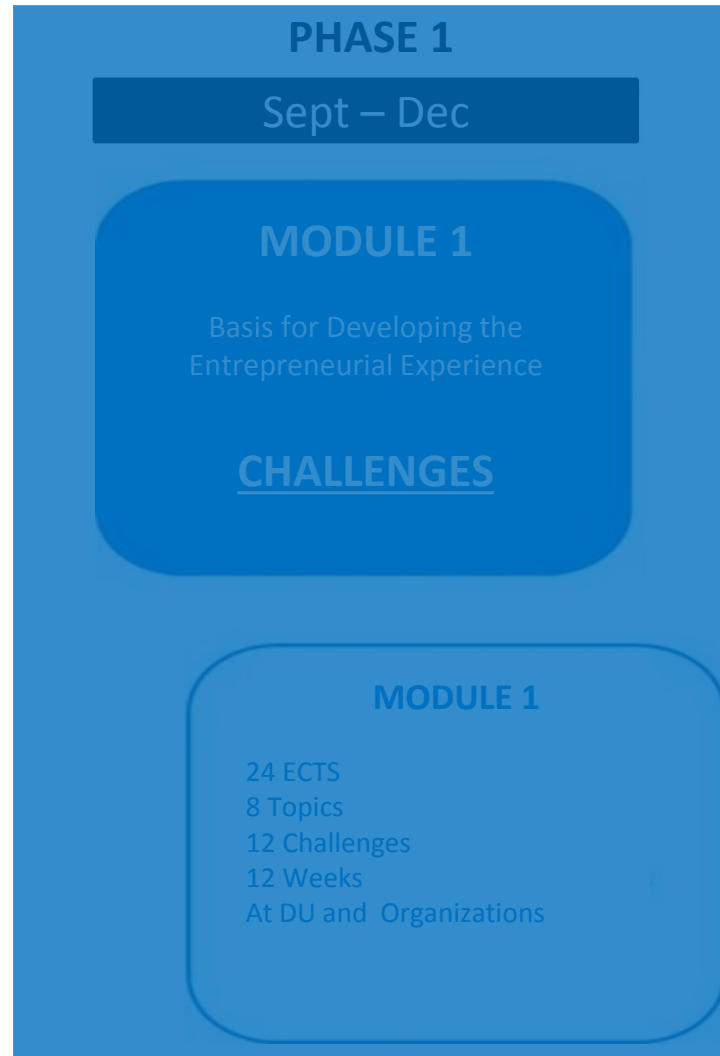 PHASE 1
Sept – Dec
MODULE 1
Basis for Developing the
Entrepreneurial Experience
CHALLENGES
MODULE 1
24 ECTS
8 Topics
12 Challenges
12 Weeks
At DU and  Organizations